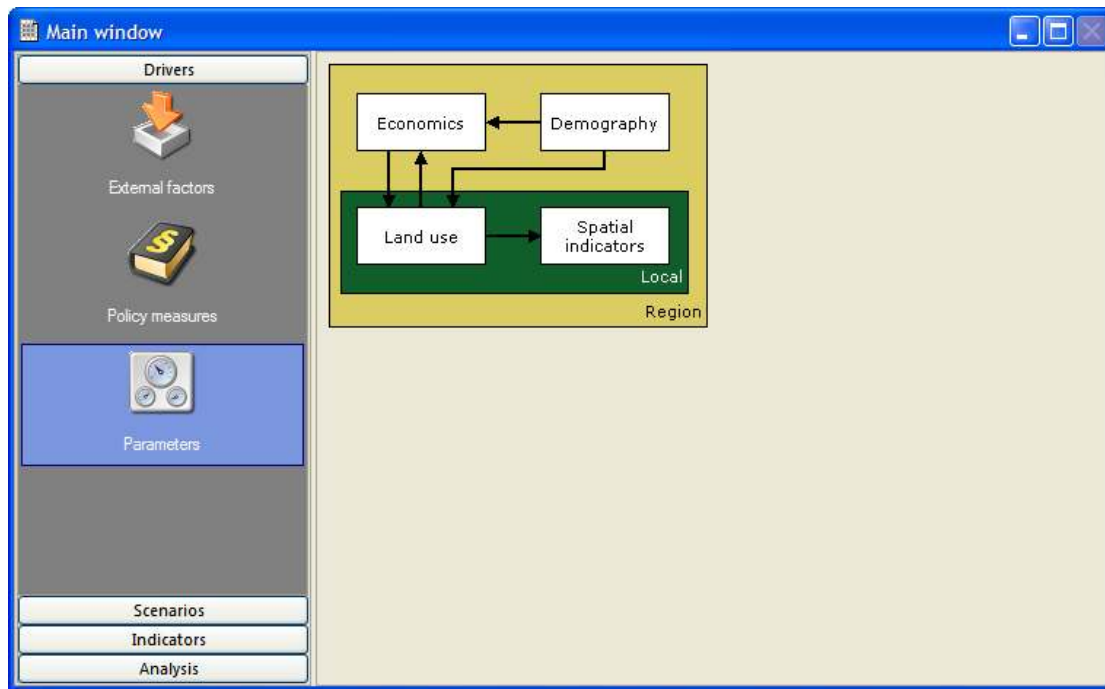 Main window
Drivers
External factors
Policy measures
Parameters
Scenarios
Indicators
Analysis
Economics
Demography
Land use
Spatial
indicators
Local
Region